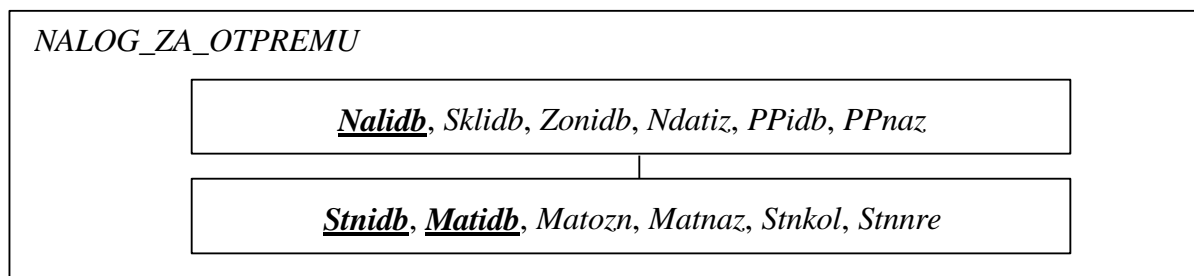 NALOG_ZA_OTPREMU
Nalidb, Sklidb, Zonidb, Ndatiz, PPidb, PPnaz
Stnidb, Matidb, Matozn, Matnaz, Stnkol, Stnnre